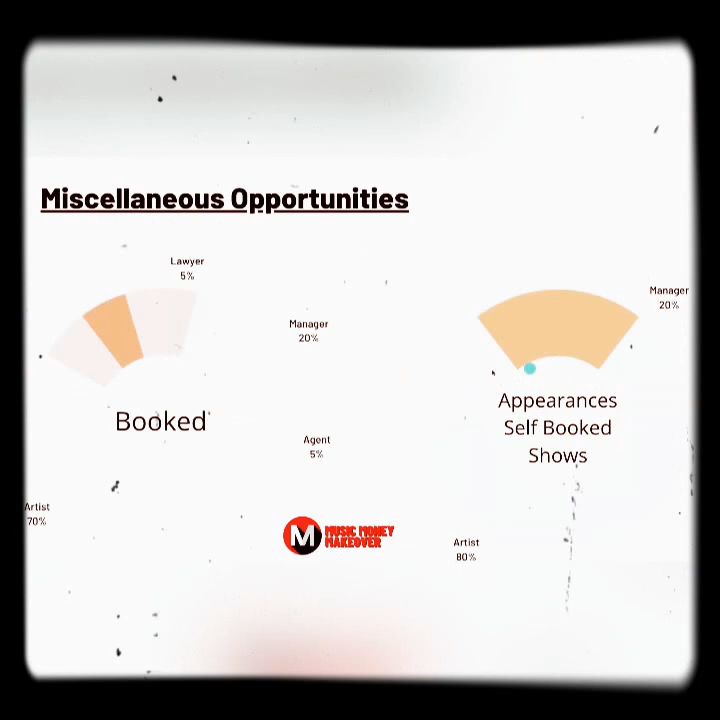 Miscellaneous Opportunities
Lawyer
5%
Manager
20%
Agent
5%
Artist
70%
Booked
Manager
20%
Artist
80%
Appearances
Self Booked
Shows
M
MUSIC MONEY
MAKEOVER